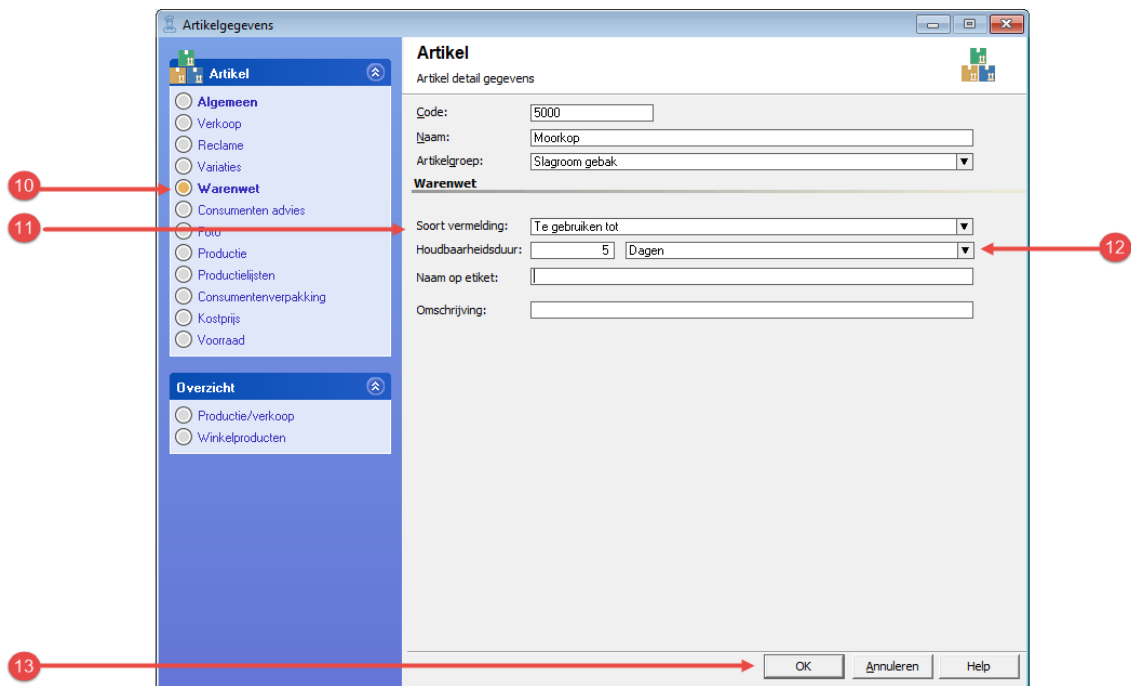 Artikelgegevens
Artikel
Algemeen
Verkoop
Reclame
Variaties
10
Warenwet
Consumenten advies
11
Foto
Productie
Productielijsten
Consumentenverpakking
Kostprijs
Voorraad
Overzicht
Productie/verkoop
Winkelproducten
Artikel
Artikel detail gegevens
Code: 5000
Naam: Moorkop
Artikelgroep: Slagroom gebak
Warenwet
Soort vermelding: Te gebruiken tot
Houdbaarheidsduur: 5 Dagen
12
Naam op etiket:
Omschrijving:
13
OK Annuleren Help